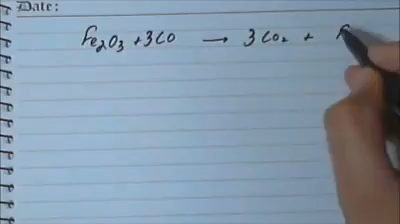 Date:
Fe₂O₃ + 3CO → 3CO₂ +